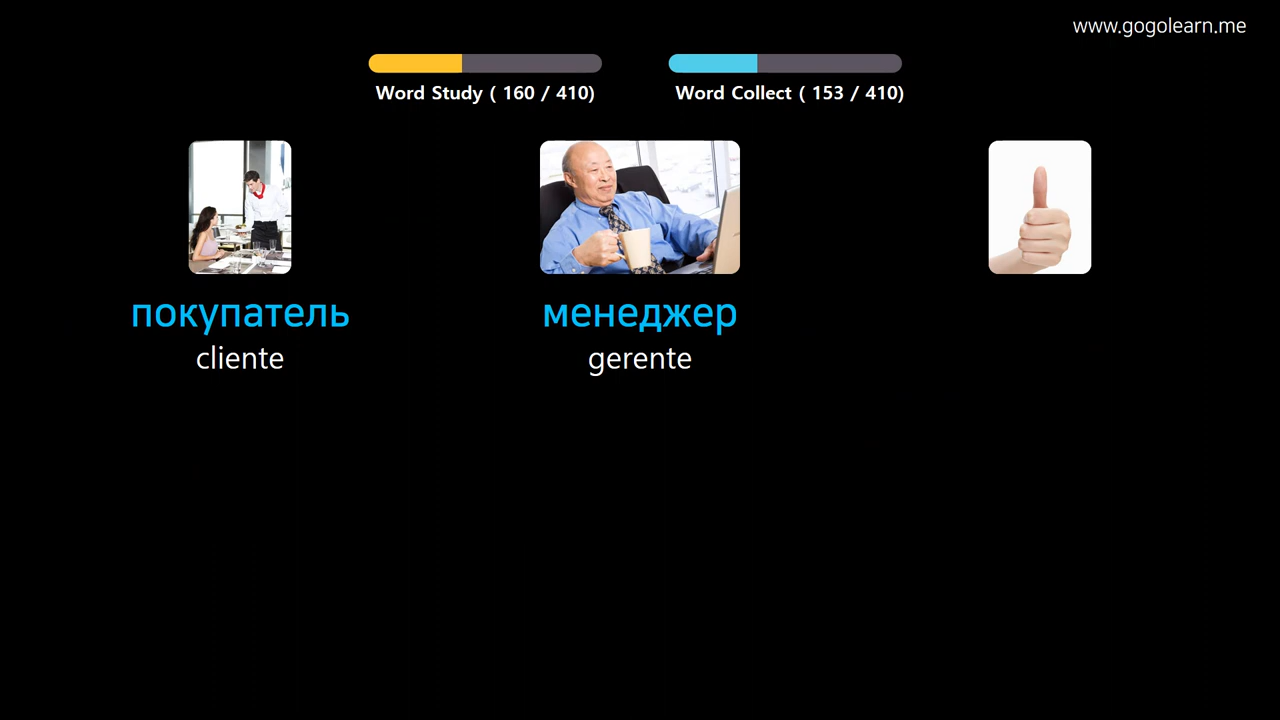 www.gogolearn.me
Word Study ( 160 / 410)
Word Collect ( 153 / 410)
покупатель
менеджер
cliente
gerente